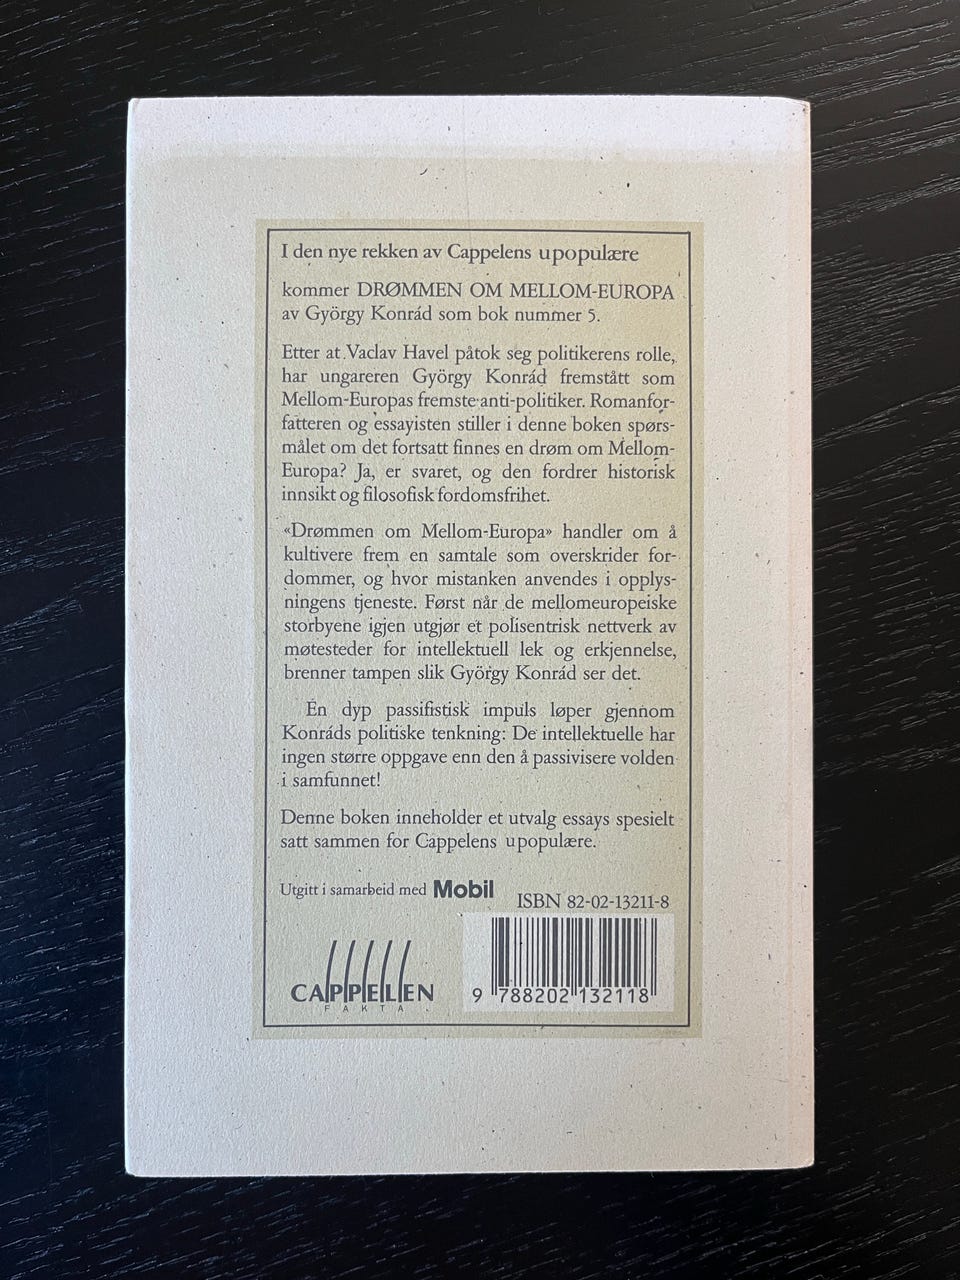 I den nye rekken av Cappelens upopulære
kommer DRØMMEN OM MELLOM-EUROPA
av György Konrád som bok nummer 5.
Etter at Vaclav Havel påtok seg politikerens rolle,
har ungareren György Konrád fremstått som
Mellom-Europas fremste anti-politiker. Romanfor-
fatteren og essayisten stiller i denne boken spørs-
målet om det fortsatt finnes en drøm om Mellom-
Europa? Ja, er svaret, og den fordrer historisk
innsikt og filosofisk fordomsfrihet.
«Drømmen om Mellom-Europa» handler om å
kultivere frem en samtale som overskrider for-
dommer, og hvor mistanken anvendes i opplys-
ningens tjeneste. Først når de mellomeuropeiske
storbyene igjen utgjør et polisentrisk nettverk av
møtesteder for intellektuell lek og erkjennelse,
brenner tampen slik György Konrád ser det.
En dyp passifistisk impuls løper gjennom
Konráds politiske tenkning: De intellektuelle har
ingen større oppgave enn den å passivisere volden
i samfunnet!
Denne boken inneholder et utvalg essays spesielt
satt sammen for Cappelens upopulære.
Utgitt i samarbeid med Mobil
ISBN 82-02-13211-8
CAPPELEN
FAKTA
9 788202 132118